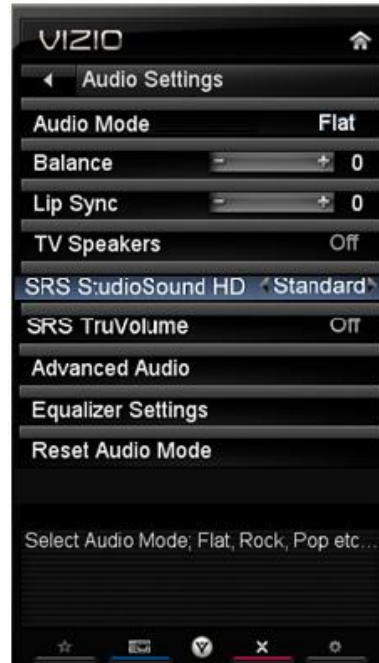 VIZIO
Audio Settings
Audio Mode Flat
Balance - + 0
Lip Sync - + 0
TV Speakers Off
SRS StudioSound HD Standard
SRS TruVolume Off
Advanced Audio
Equalizer Settings
Reset Audio Mode
Select Audio Mode; Flat, Rock, Pop etc...